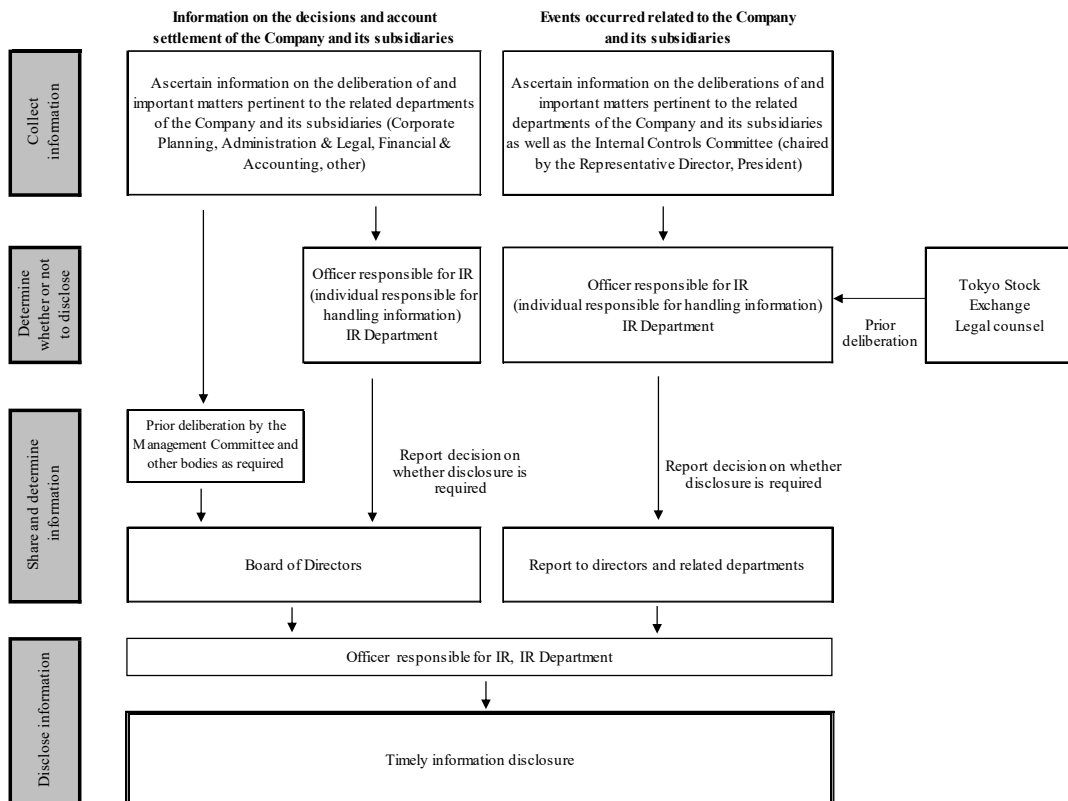 Information on the decisions and account
settlement of the Company and its subsidiaries
Events occurred related to the Company
and its subsidiaries
Collect
information
Ascertain information on the deliberation of and
important matters pertinent to the related departments
of the Company and its subsidiaries (Corporate
Planning, Administration & Legal, Financial &
Accounting, other)
Ascertain information on the deliberations of and
important matters pertinent to the related
departments of the Company and its subsidiaries
as well as the Internal Controls Committee (chaired
by the Representative Director, President)
Determine
whether or not
to disclose
Officer responsible for IR
(individual responsible for
handling information)
IR Department
Officer responsible for IR
(individual responsible for handling information)
IR Department
Prior
deliberation
Tokyo Stock
Exchange
Legal counsel
Share and determine
information
Prior deliberation by the
Management Committee and
other bodies as required
Report decision on
whether disclosure is
required
Report decision on whether
disclosure is required
Board of Directors
Report to directors and related departments
Disclose information
Officer responsible for IR, IR Department
Timely information disclosure